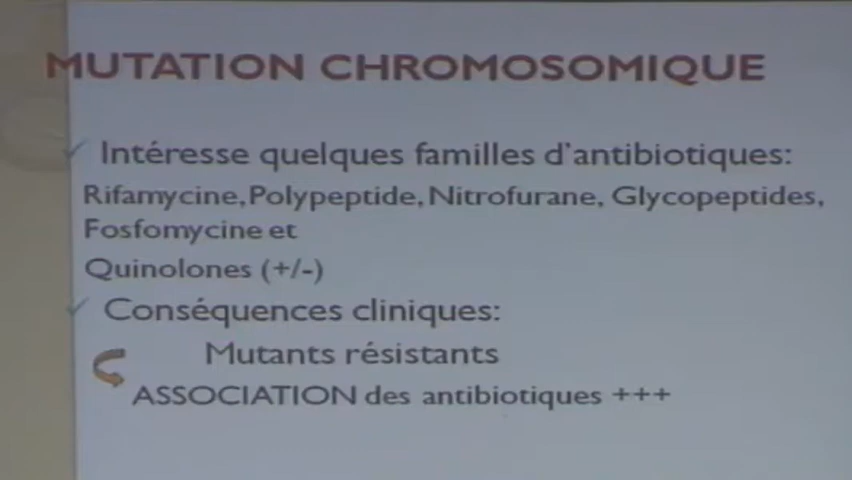 MUTATION CHROMOSOMIQUE
✓ Intéresse quelques familles d'antibiotiques:
Rifamycine, Polypeptide, Nitrofurane, Glycopeptides,
Fosfomycine et
Quinolones (+/-)
✓ Conséquences cliniques:
Mutants résistants
ASSOCIATION des antibiotiques +++